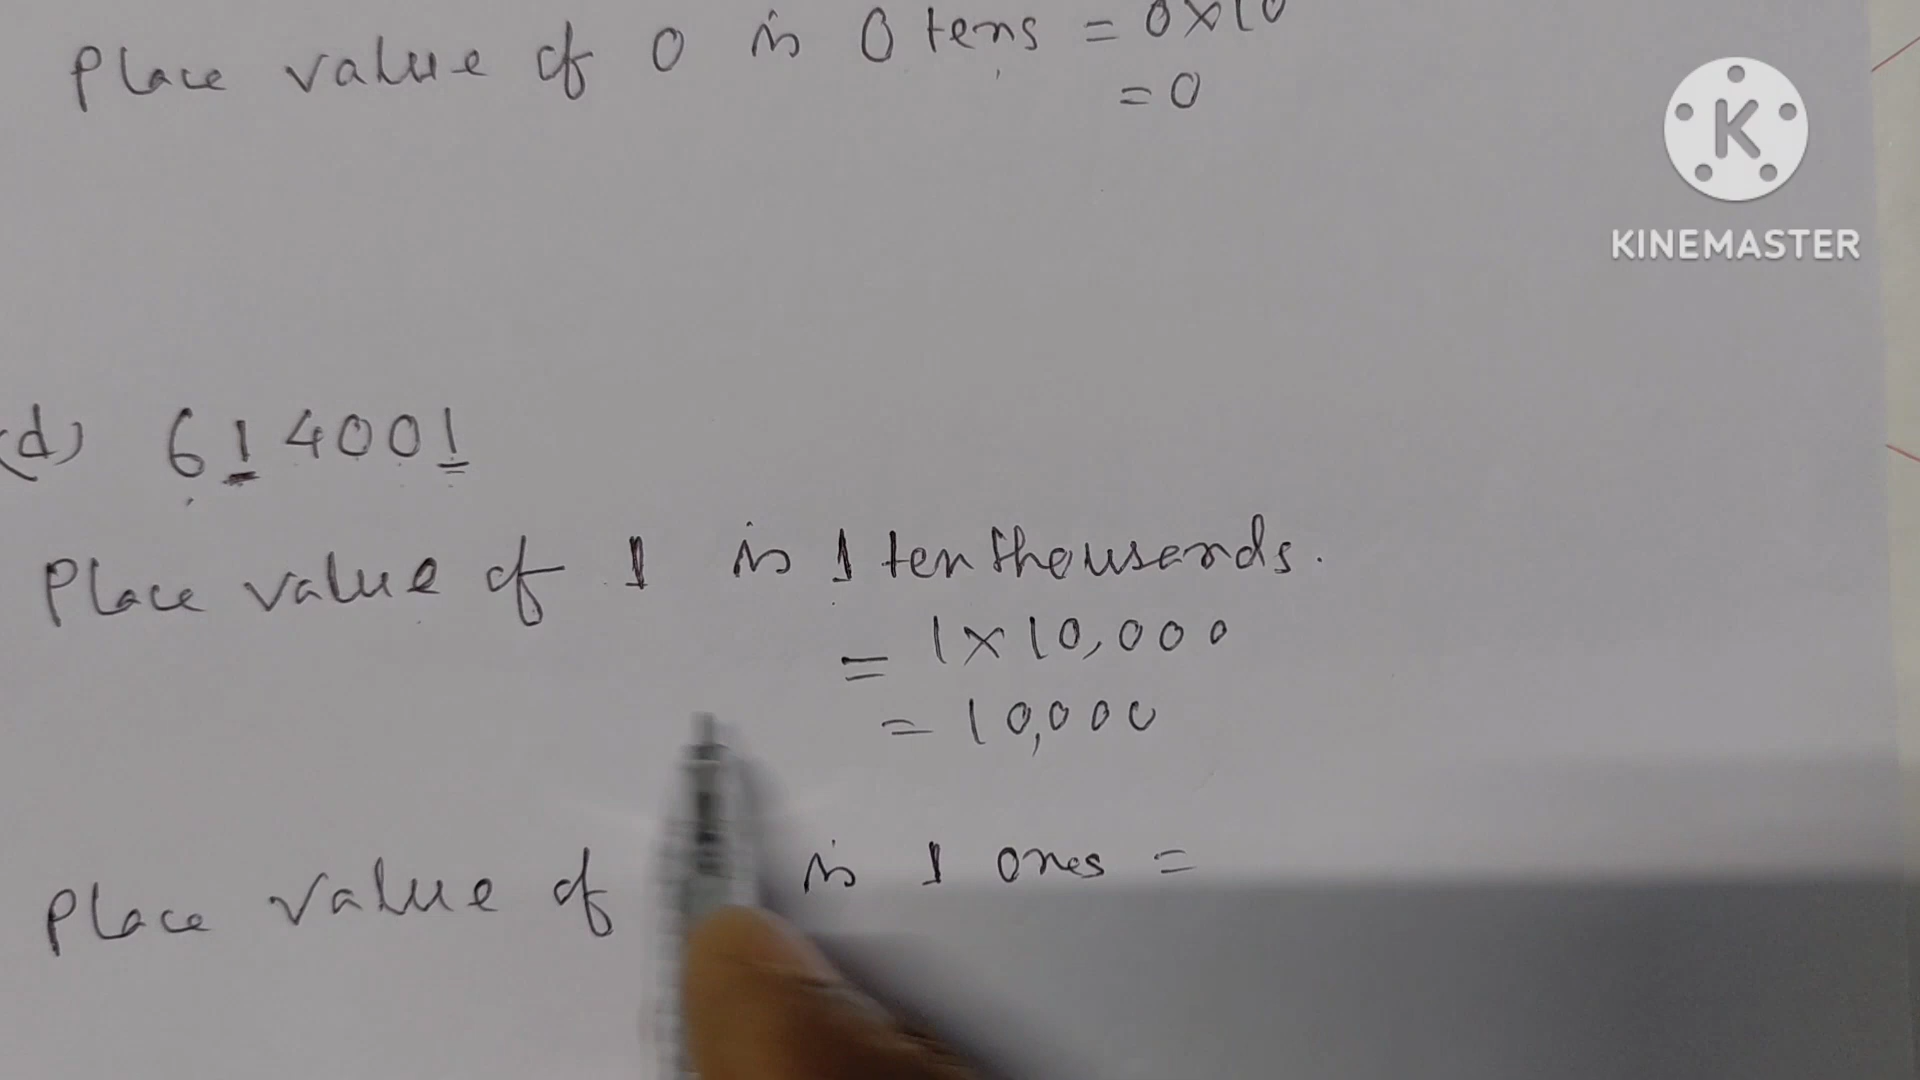 Place value of 0 is 0 tens = 0×10
= 0
K
KINEMASTER
(d) 614001
Place value of 1 is 1 ten thousands.
= 1×10,000
= 10,000
Place value of is 1 ones =